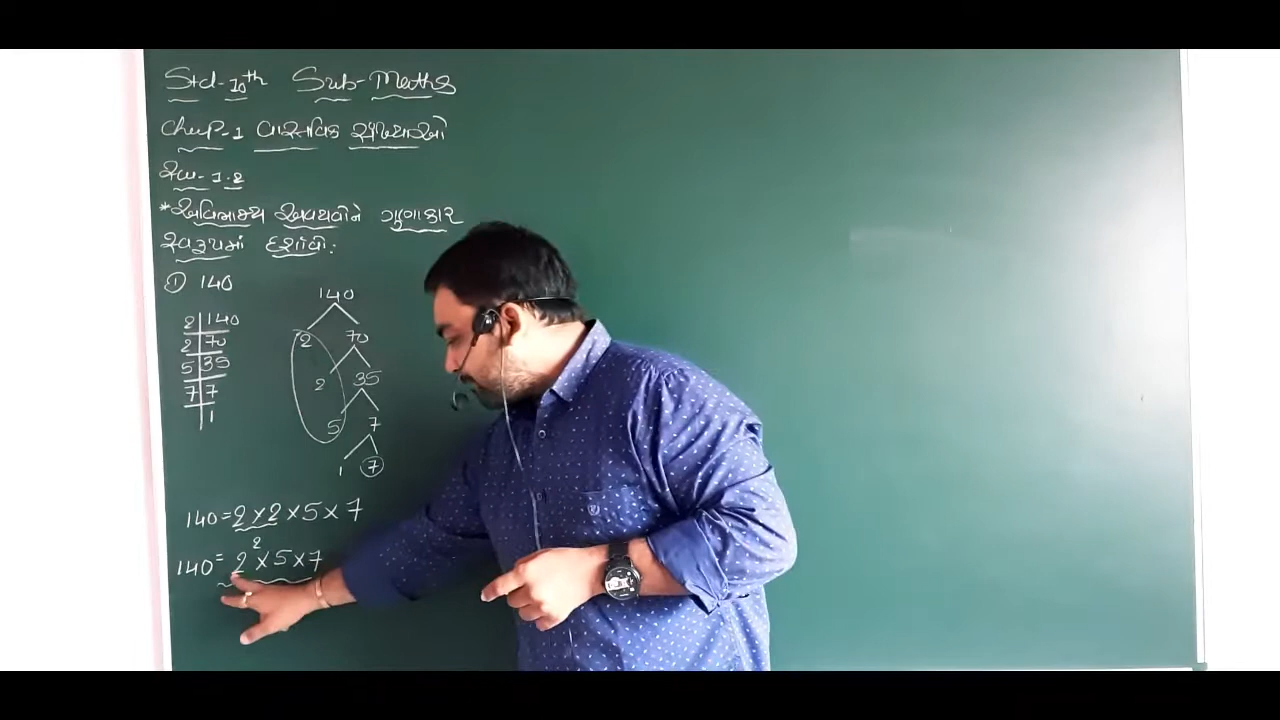 Std-10th Sub-Maths
Chap-1 વાસ્તવિક સંખ્યાઓ
સ્વા-1.2
*અવિભાજ્ય અવયવોને ગુણાકાર
સ્વરૂપમાં દર્શાવો:
① 140
2 | 140
2 | 70
5 | 35
7 | 7
| 1
140
2 70
2 35
5 7
1 7
140=2×2×5×7
140=2²×5×7